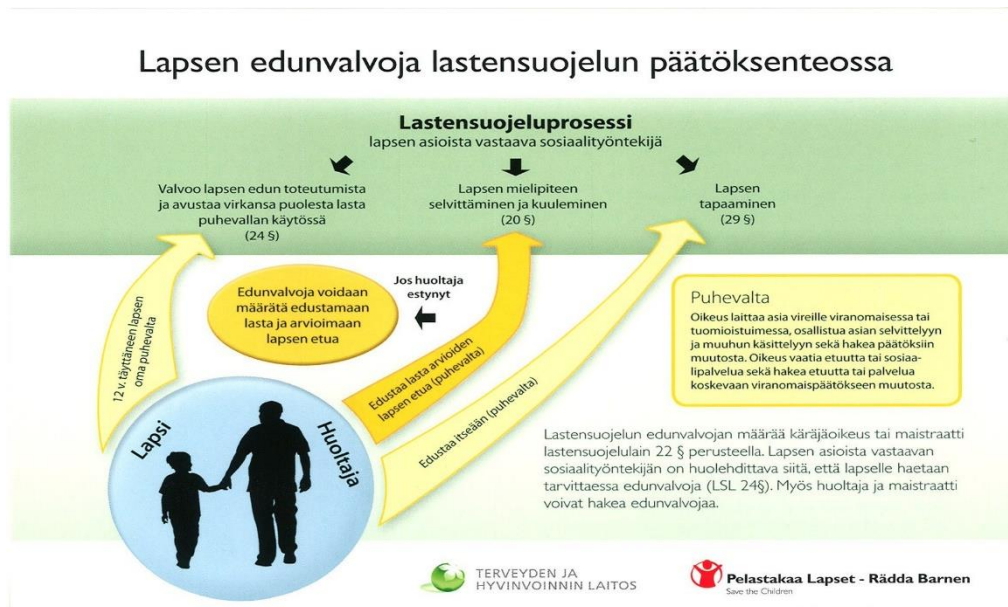 Lapsen edunvalvoja lastensuojelun päätöksenteossa
Lastensuojeluprosessi
lapsen asioista vastaava sosiaalityöntekijä
Valvoo lapsen edun toteutumista
ja avustaa virkansa puolesta lasta
puhevallan käytössä
(24 §)
Lapsen mielipiteen
selvittäminen ja kuuleminen
(20 §)
Lapsen
tapaaminen
(29 §)
12 v. täyttäneen lapsen
oma puhevalta
Edunvalvoja voidaan
määrätä edustamaan
lasta ja arvioimaan
lapsen etua
Jos huoltaja
estynyt
Edustaa lasta arvioiden
lapsen etua (puhevalta)
Edustaa itseään (puhevalta)
Puhevalta
Oikeus laittaa asia vireille viranomaisessa tai
tuomioistuimessa, osallistua asian selvittelyyn
ja muuhun käsittelyyn sekä hakea päätöksiin
muutosta. Oikeus vaatia etuutta tai sosiaa-
lipalvelua sekä hakea etuutta tai palvelua
koskevaan viranomaispäätökseen muutosta.
Lapsi
Huoltaja
Lastensuojelun edunvalvojan määrää käräjäoikeus tai maistraatti
lastensuojelulain 22 § perusteella. Lapsen asioista vastaavan
sosiaalityöntekijän on huolehdittava siitä, että lapselle haetaan
tarvittaessa edunvalvoja (LSL 24§). Myös huoltaja ja maistraatti
voivat hakea edunvalvojaa.
TERVEYDEN JA
HYVINVOINNIN LAITOS
Pelastakaa Lapset - Rädda Barnen
Save the Children